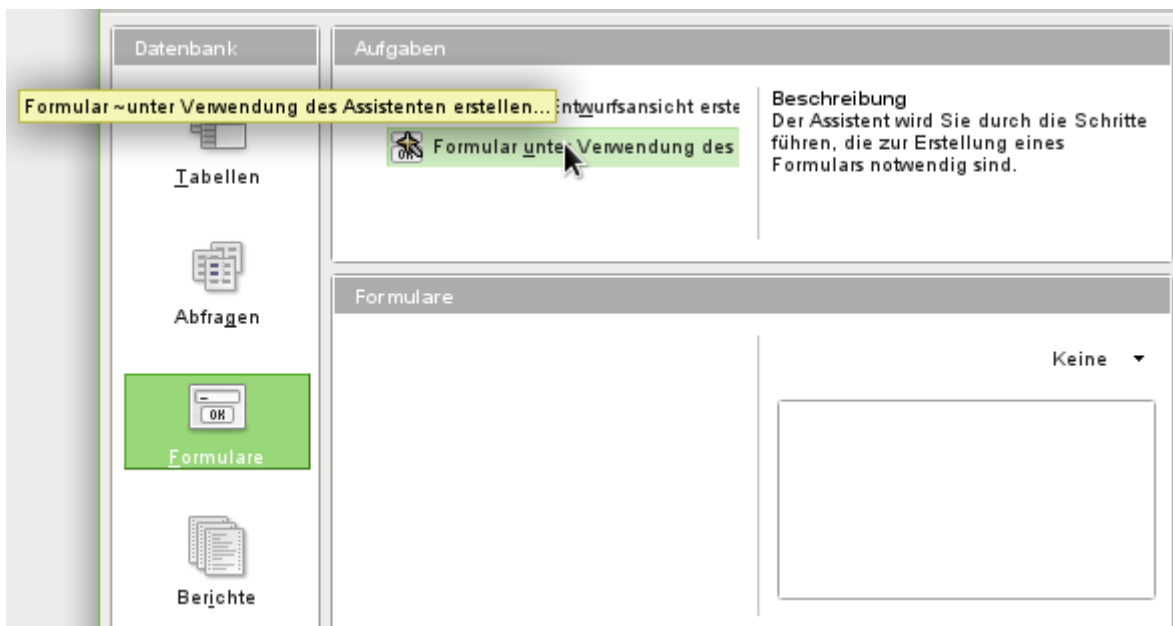 Datenbank
Aufgaben
Formular ~unter Verwendung des Assistenten erstellen...
ntwurfsansicht erste
Formular unter Verwendung des
Beschreibung
Der Assistent wird Sie durch die Schritte
führen, die zur Erstellung eines
Formulars notwendig sind.
Tabellen
Abfragen
OK
Formulare
Berichte
Formulare
Keine